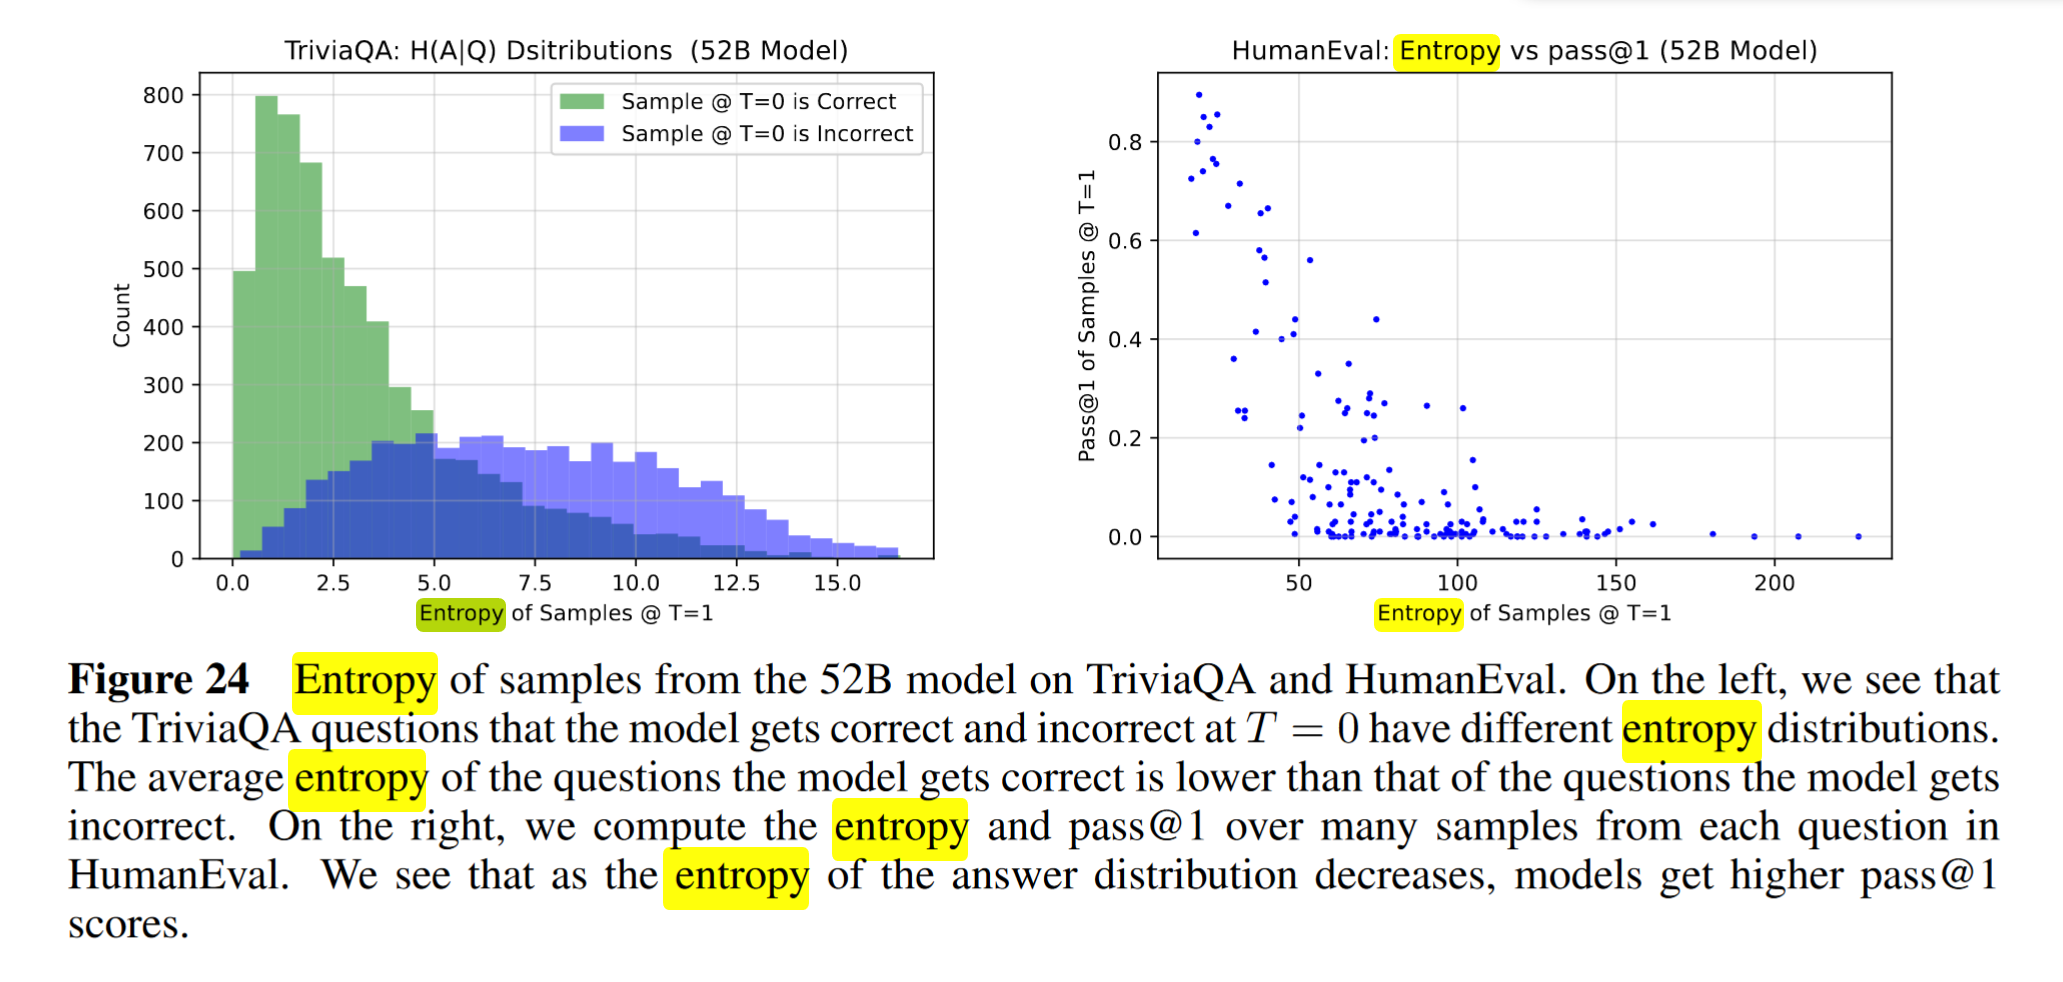 TriviaQA: H(A|Q) Dsitributions (52B Model)
800
700
600
500
400
300
200
100
0
Count
Sample @ T=0 is Correct
Sample @ T=0 is Incorrect
0.0 2.5 5.0 7.5 10.0 12.5 15.0
Entropy of Samples @ T=1
HumanEval: Entropy vs pass@1 (52B Model)
0.8
0.6
0.4
0.2
0.0
Pass@1 of Samples @ T=1
50 100 150 200
Entropy of Samples @ T=1
Figure 24 Entropy of samples from the 52B model on TriviaQA and HumanEval. On the left, we see that
the TriviaQA questions that the model gets correct and incorrect at T = 0 have different entropy distributions.
The average entropy of the questions the model gets correct is lower than that of the questions the model gets
incorrect. On the right, we compute the entropy and pass@1 over many samples from each question in
HumanEval. We see that as the entropy of the answer distribution decreases, models get higher pass@1
scores.